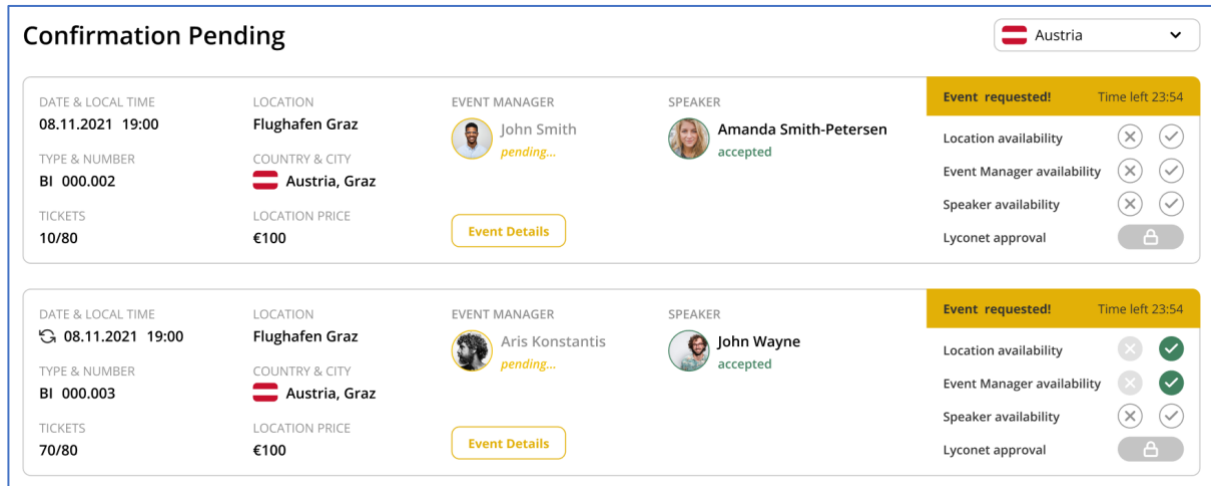 Confirmation Pending
Austria
DATE & LOCAL TIME
08.11.2021 19:00
TYPE & NUMBER
BI 000.002
TICKETS
10/80
LOCATION
Flughafen Graz
COUNTRY & CITY
Austria, Graz
LOCATION PRICE
€100
EVENT MANAGER
John Smith
pending...
Event Details
SPEAKER
Amanda Smith-Petersen
accepted
Event requested! Time left 23:54
Location availability
Event Manager availability
Speaker availability
Lyconet approval
DATE & LOCAL TIME
08.11.2021 19:00
TYPE & NUMBER
BI 000.003
TICKETS
70/80
LOCATION
Flughafen Graz
COUNTRY & CITY
Austria, Graz
LOCATION PRICE
€100
EVENT MANAGER
Aris Konstantis
pending...
Event Details
SPEAKER
John Wayne
accepted
Event requested! Time left 23:54
Location availability
Event Manager availability
Speaker availability
Lyconet approval